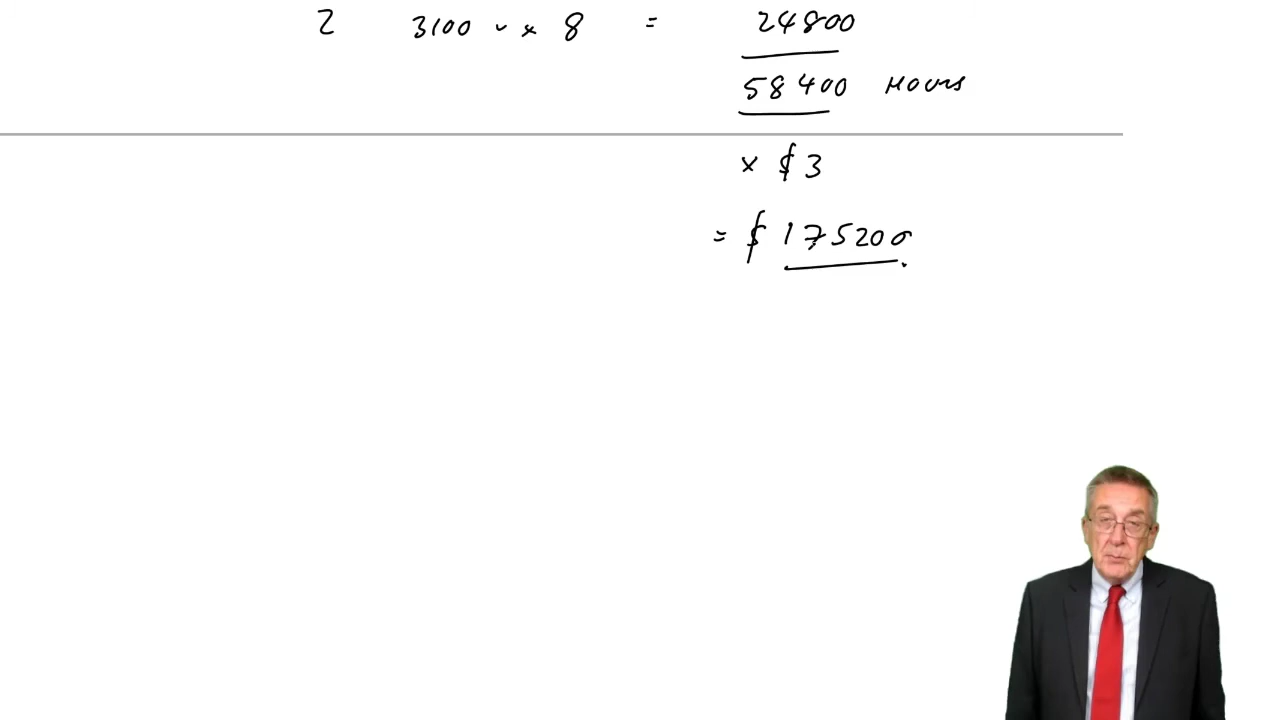 2 3100 u x 8 = 24800
58400 Hours
x $3
= $175200